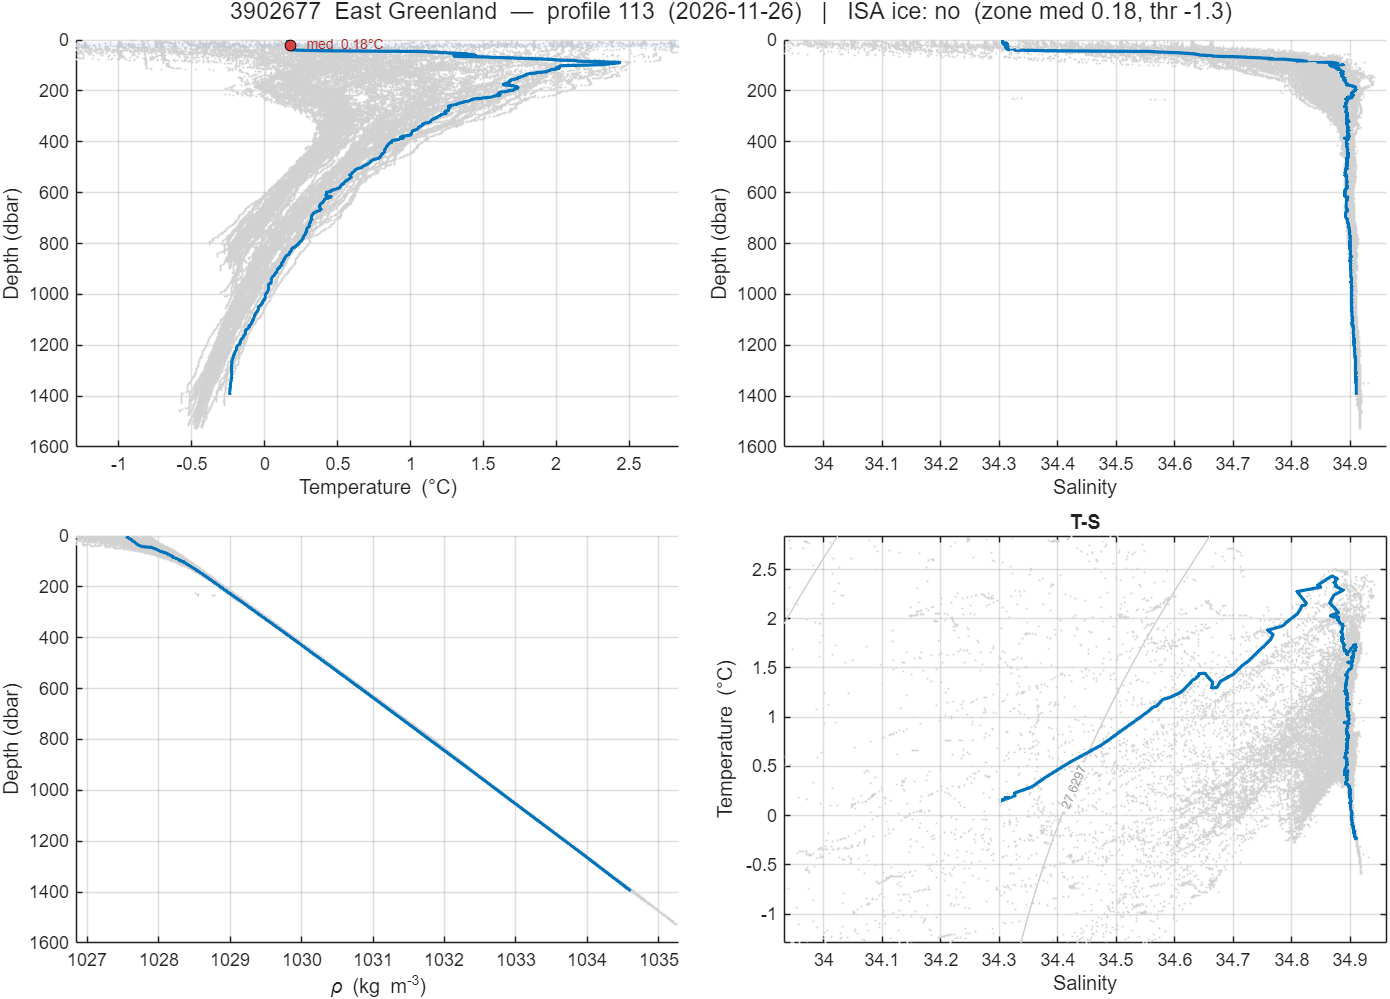 3902677 East Greenland — profile 113 (2026-11-26) | ISA ice: no (zone med 0.18, thr -1.3)
0
200
400
600
800
1000
1200
1400
1600
Depth (dbar)
med 0.18°C
-1 -0.5 0 0.5 1 1.5 2 2.5
Temperature (°C)
0
200
400
600
800
1000
1200
1400
1600
Depth (dbar)
34 34.1 34.2 34.3 34.4 34.5 34.6 34.7 34.8 34.9
Salinity
0
200
400
600
800
1000
1200
1400
1600
Depth (dbar)
1027 1028 1029 1030 1031 1032 1033 1034 1035
ρ (kg m-3)
T-S
2.5
2
1.5
1
0.5
0
-0.5
-1
Temperature (°C)
27.6297
34 34.1 34.2 34.3 34.4 34.5 34.6 34.7 34.8 34.9
Salinity